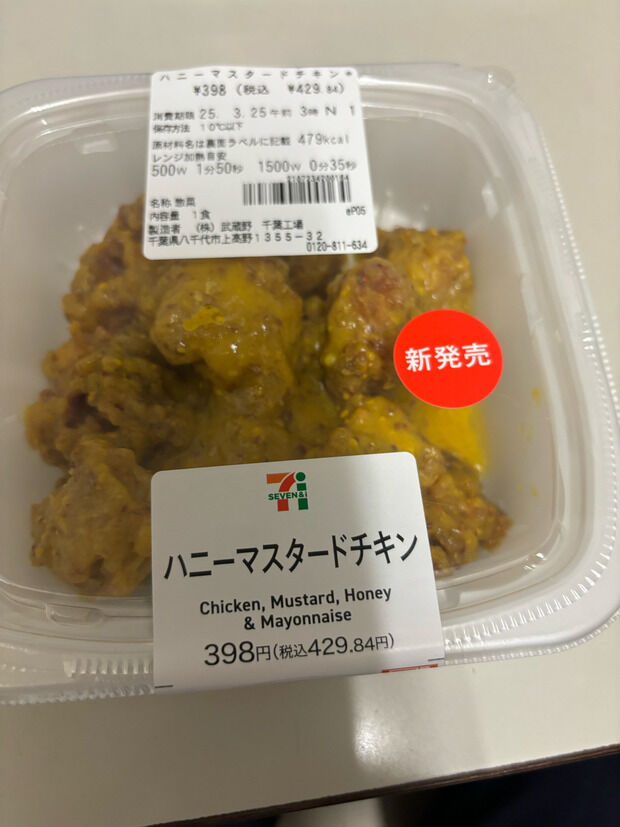 ハニーマスタードチキン*
¥398 (税込 ¥429.84)
消費期限 25. 3.25午前 3時 N 1
保存方法 10℃以下
原材料名は裏面ラベルに記載 479kcal
レンジ加熱目安
500W 1分50秒 1500W 0分35秒
名称 惣菜
内容量 1食 eP05
製造者 (株) 武蔵野 千葉工場
千葉県八千代市上高野1355-32
0120-811-634
新発売
7i
SEVEN&i
ハニーマスタードチキン
Chicken, Mustard, Honey
& Mayonnaise
398円(税込429.84円)